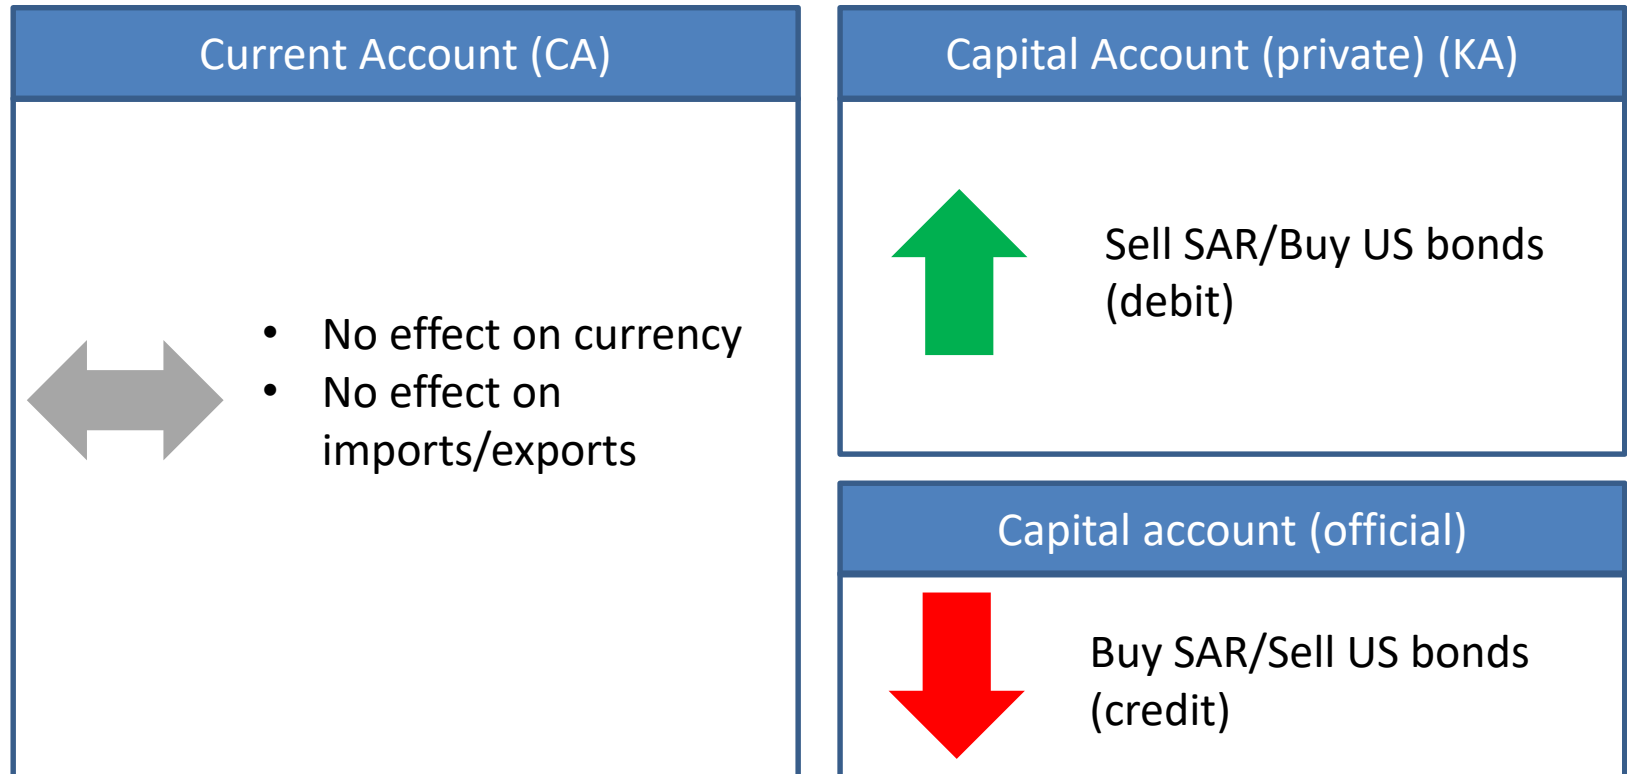 Current Account (CA)
• No effect on currency
• No effect on
imports/exports
Capital Account (private) (KA)
Sell SAR/Buy US bonds
(debit)
Capital account (official)
Buy SAR/Sell US bonds
(credit)